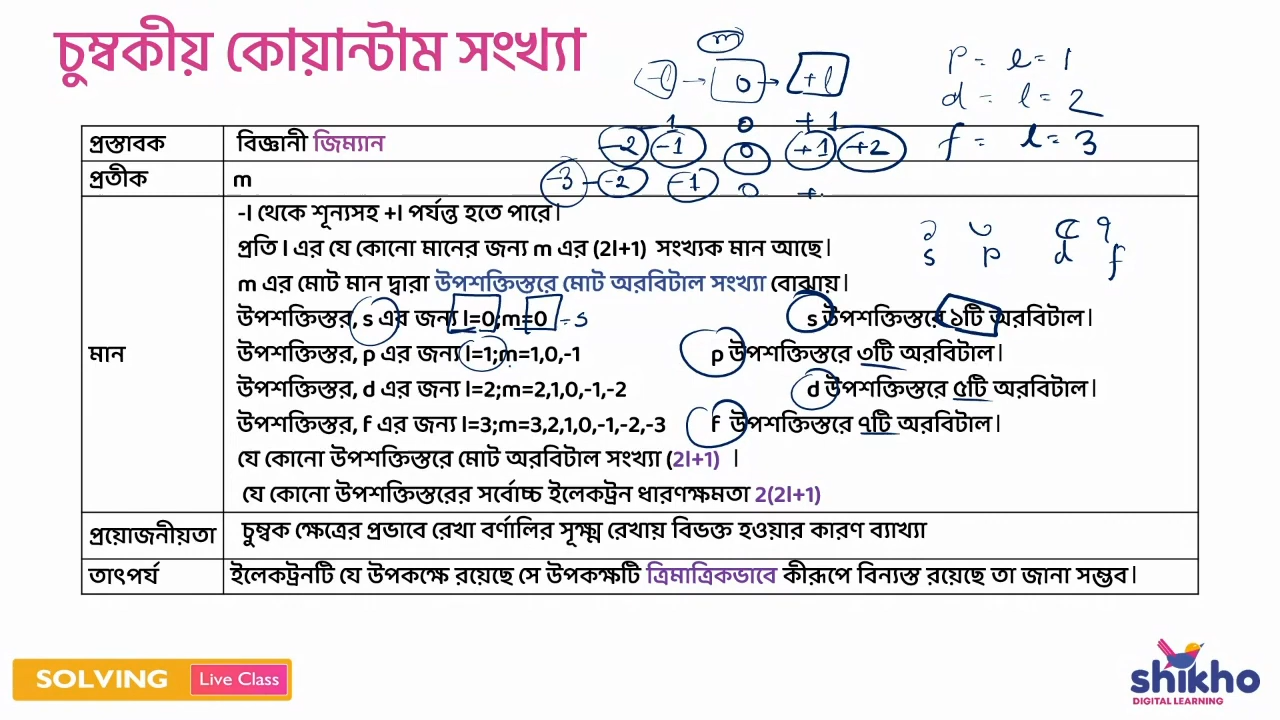 চুম্বকীয় কোয়ান্টাম সংখ্যা
m
-l → 0 → +l
p = l = 1
d = l = 2
f = l = 3
1 0 +1
-2 -1 0 +1 +2
-3 -2 -1 0 +
প্রস্তাবক বিজ্ঞানী জিম্যান
প্রতীক m
মান
-l থেকে শূন্যসহ +l পর্যন্ত হতে পারে।
প্রতি l এর যে কোনো মানের জন্য m এর (2l+1) সংখ্যক মান আছে।
১ ৩ ৫ ৭
s p d f
m এর মোট মান দ্বারা উপশক্তিস্তরে মোট অরবিটাল সংখ্যা বোঝায়।
উপশক্তিস্তর, s এর জন্য l=0;m=0 = s s উপশক্তিস্তরে ১টি অরবিটাল।
উপশক্তিস্তর, p এর জন্য l=1;m=1,0,-1 p উপশক্তিস্তরে ৩টি অরবিটাল।
উপশক্তিস্তর, d এর জন্য l=2;m=2,1,0,-1,-2 d উপশক্তিস্তরে ৫টি অরবিটাল।
উপশক্তিস্তর, f এর জন্য l=3;m=3,2,1,0,-1,-2,-3 f উপশক্তিস্তরে ৭টি অরবিটাল।
যে কোনো উপশক্তিস্তরে মোট অরবিটাল সংখ্যা (2l+1) ।
যে কোনো উপশক্তিস্তরের সর্বোচ্চ ইলেকট্রন ধারণক্ষমতা 2(2l+1)
প্রয়োজনীয়তা চুম্বক ক্ষেত্রের প্রভাবে রেখা বর্ণালির সূক্ষ্ম রেখায় বিভক্ত হওয়ার কারণ ব্যাখ্যা
তাৎপর্য ইলেকট্রনটি যে উপকক্ষে রয়েছে সে উপকক্ষটি ত্রিমাত্রিকভাবে কীরূপে বিন্যস্ত রয়েছে তা জানা সম্ভব।
SOLVING Live Class
shikho
DIGITAL LEARNING